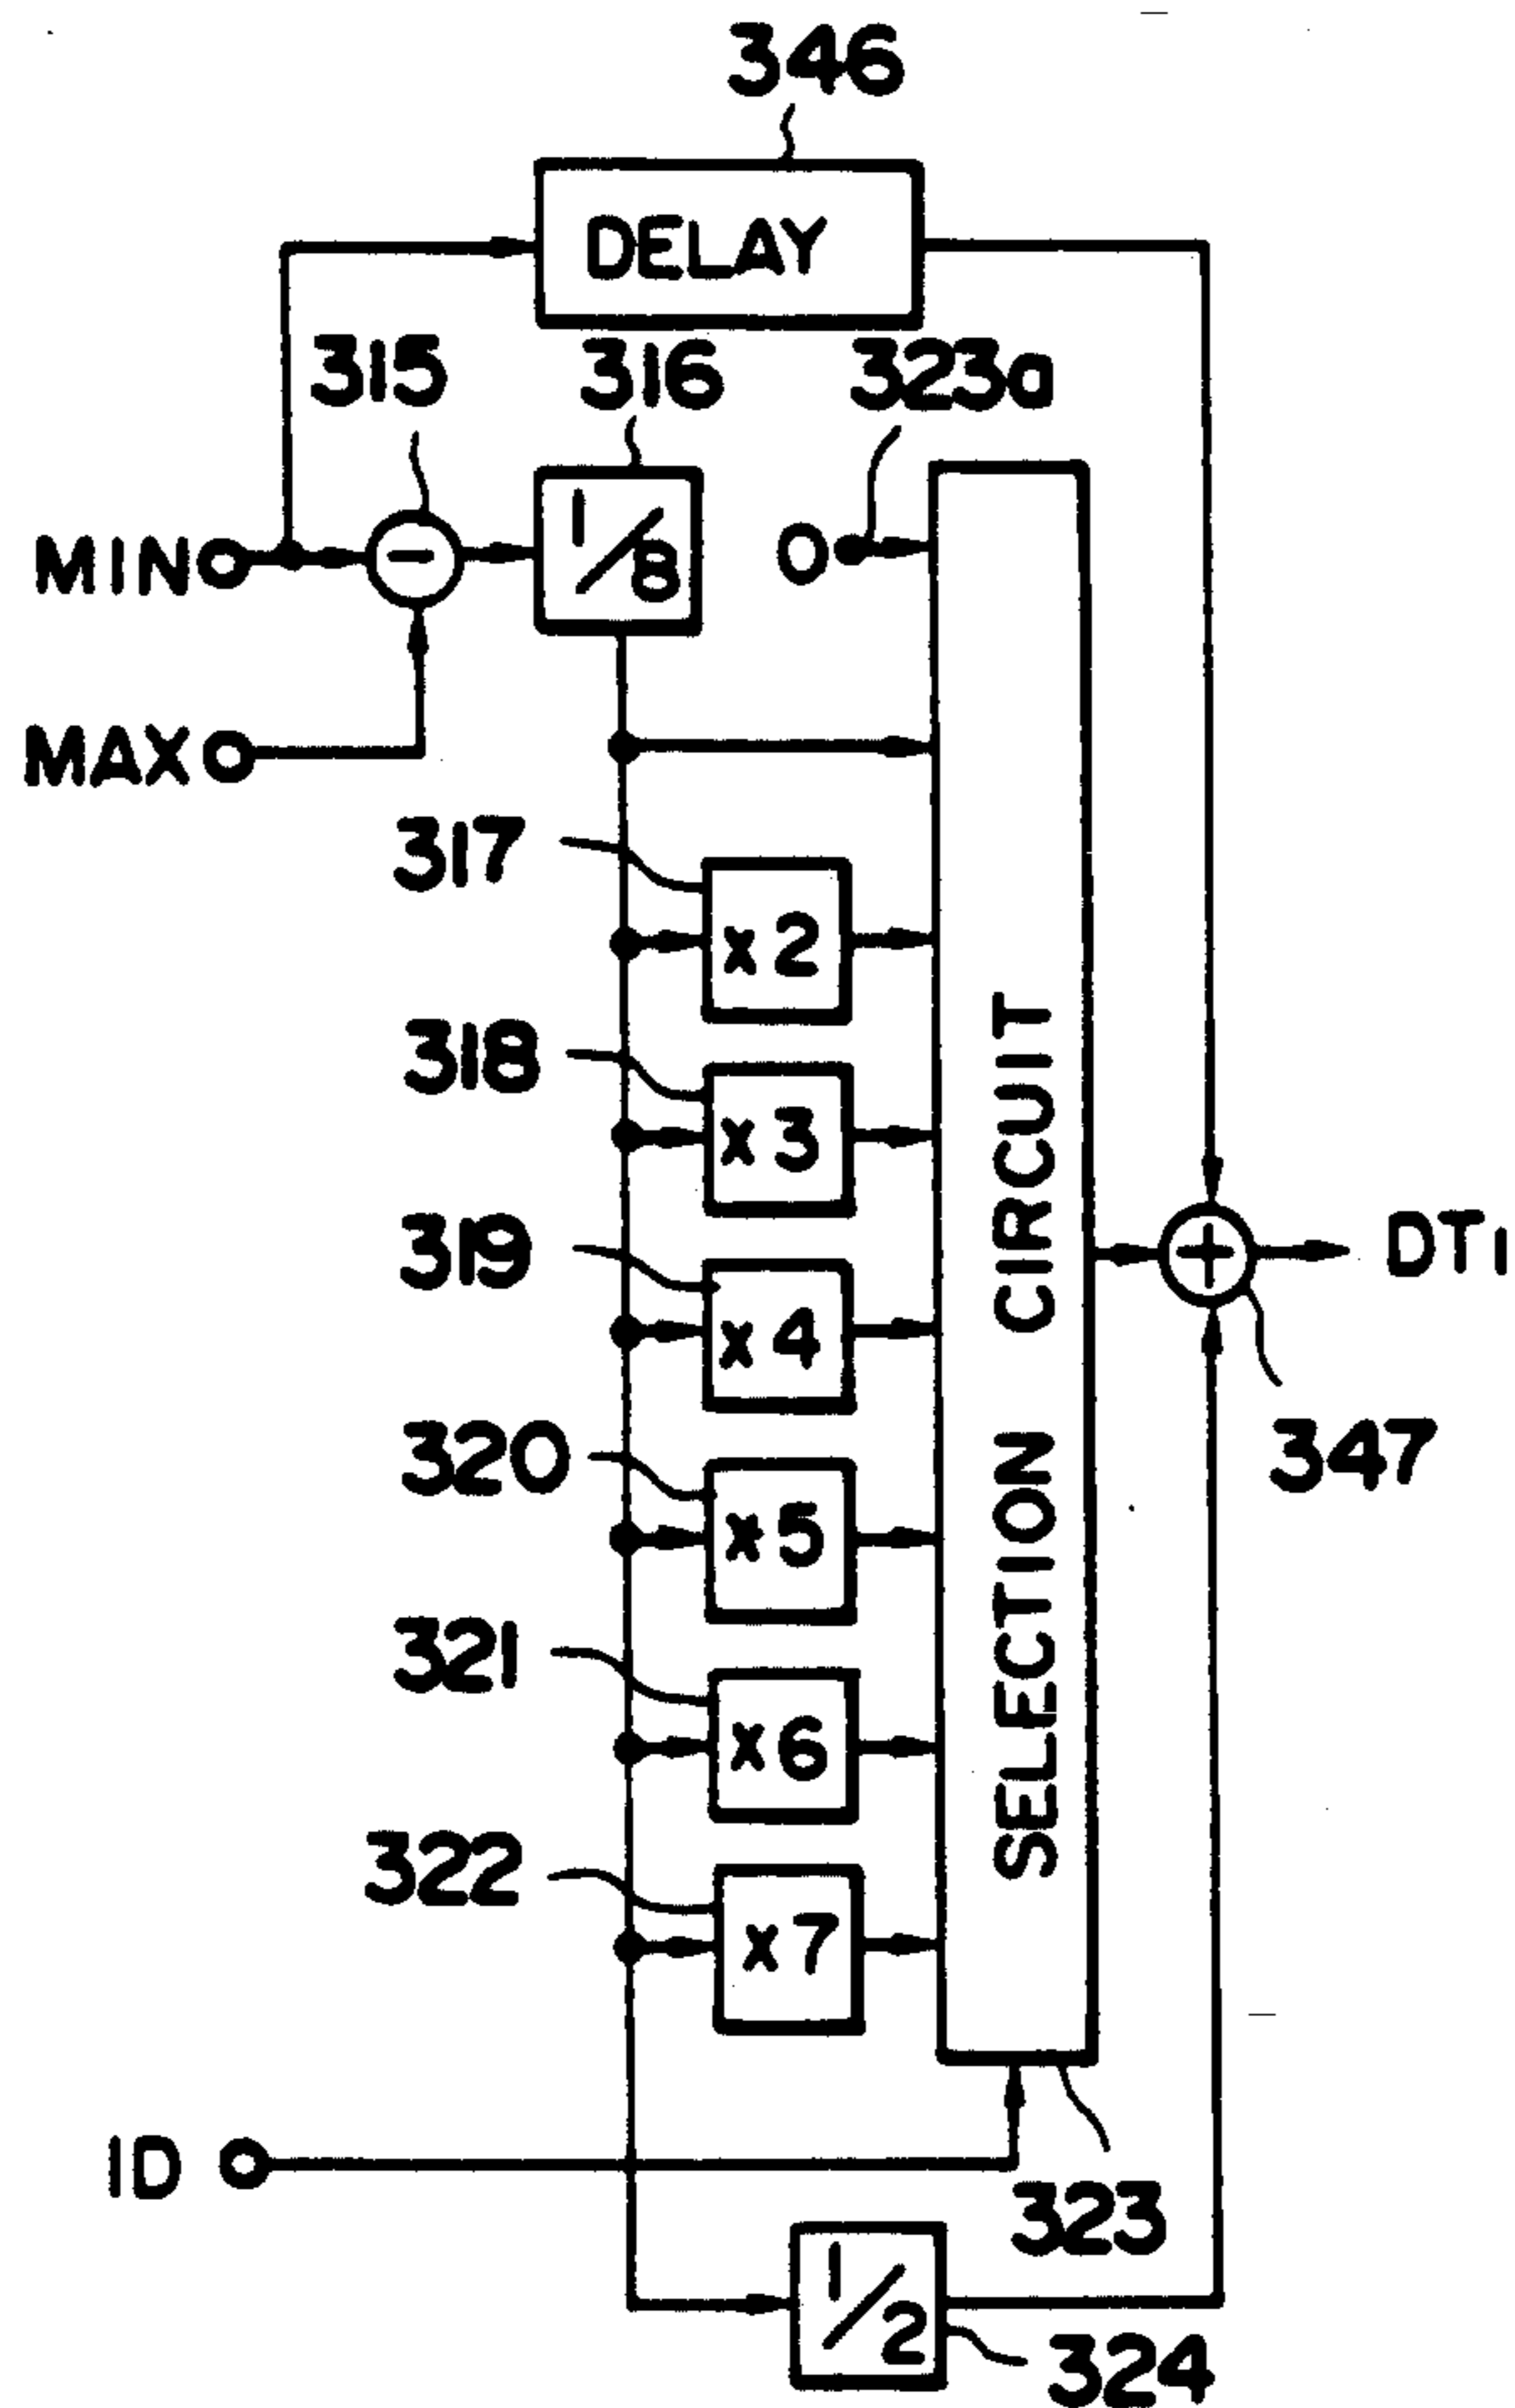 346
DELAY
315
316
323a
MIN
1/8
0
MAX
317
x2
318
x3
319
x4
DT1
320
x5
347
321
x6
322
x7
SELECTION CIRCUIT
ID
323
1/2
324